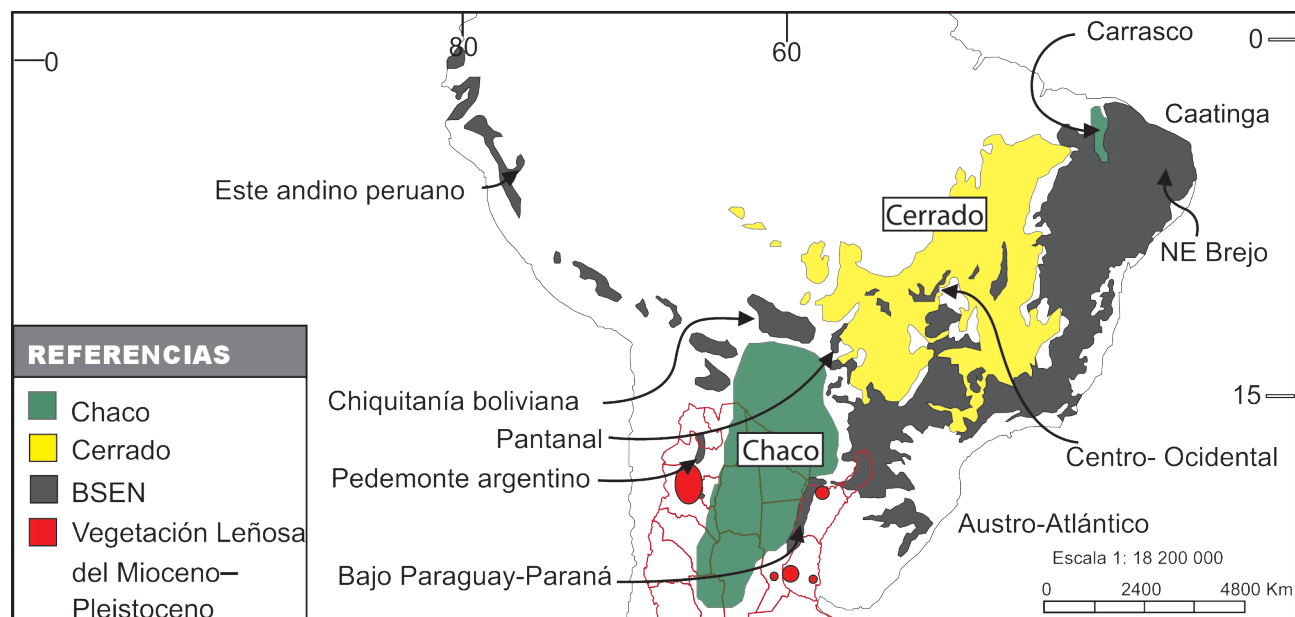 80
60
0
0
Carrasco
Caatinga
Este andino peruano
Cerrado
NE Brejo
REFERENCIAS
Chaco
Cerrado
BSEN
Vegetación Leñosa
del Mioceno–
Pleistoceno
Chiquitanía boliviana
15
Pantanal
Chaco
Pedemonte argentino
Centro- Ocidental
Austro-Atlántico
Bajo Paraguay-Paraná
Escala 1: 18 200 000
0 2400 4800 Km